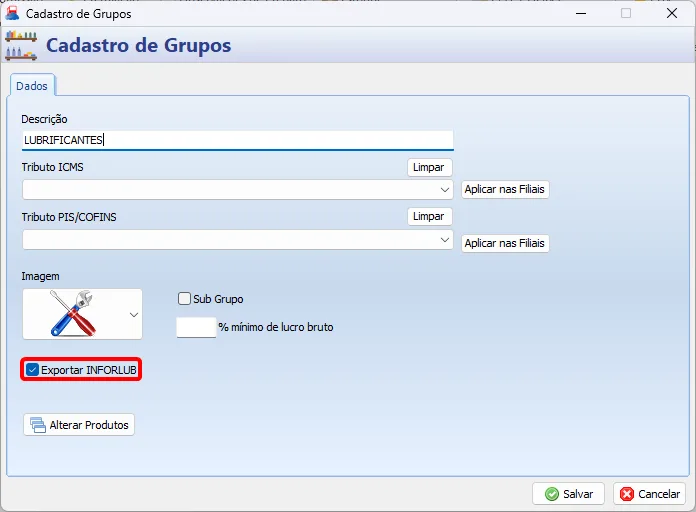 Cadastro de Grupos
Cadastro de Grupos
Dados
Descrição
LUBRIFICANTES
Tributo ICMS
Limpar
Aplicar nas Filiais
Tributo PIS/COFINS
Limpar
Aplicar nas Filiais
Imagem
Sub Grupo
% mínimo de lucro bruto
Exportar INFORLUB
Alterar Produtos
Salvar
Cancelar